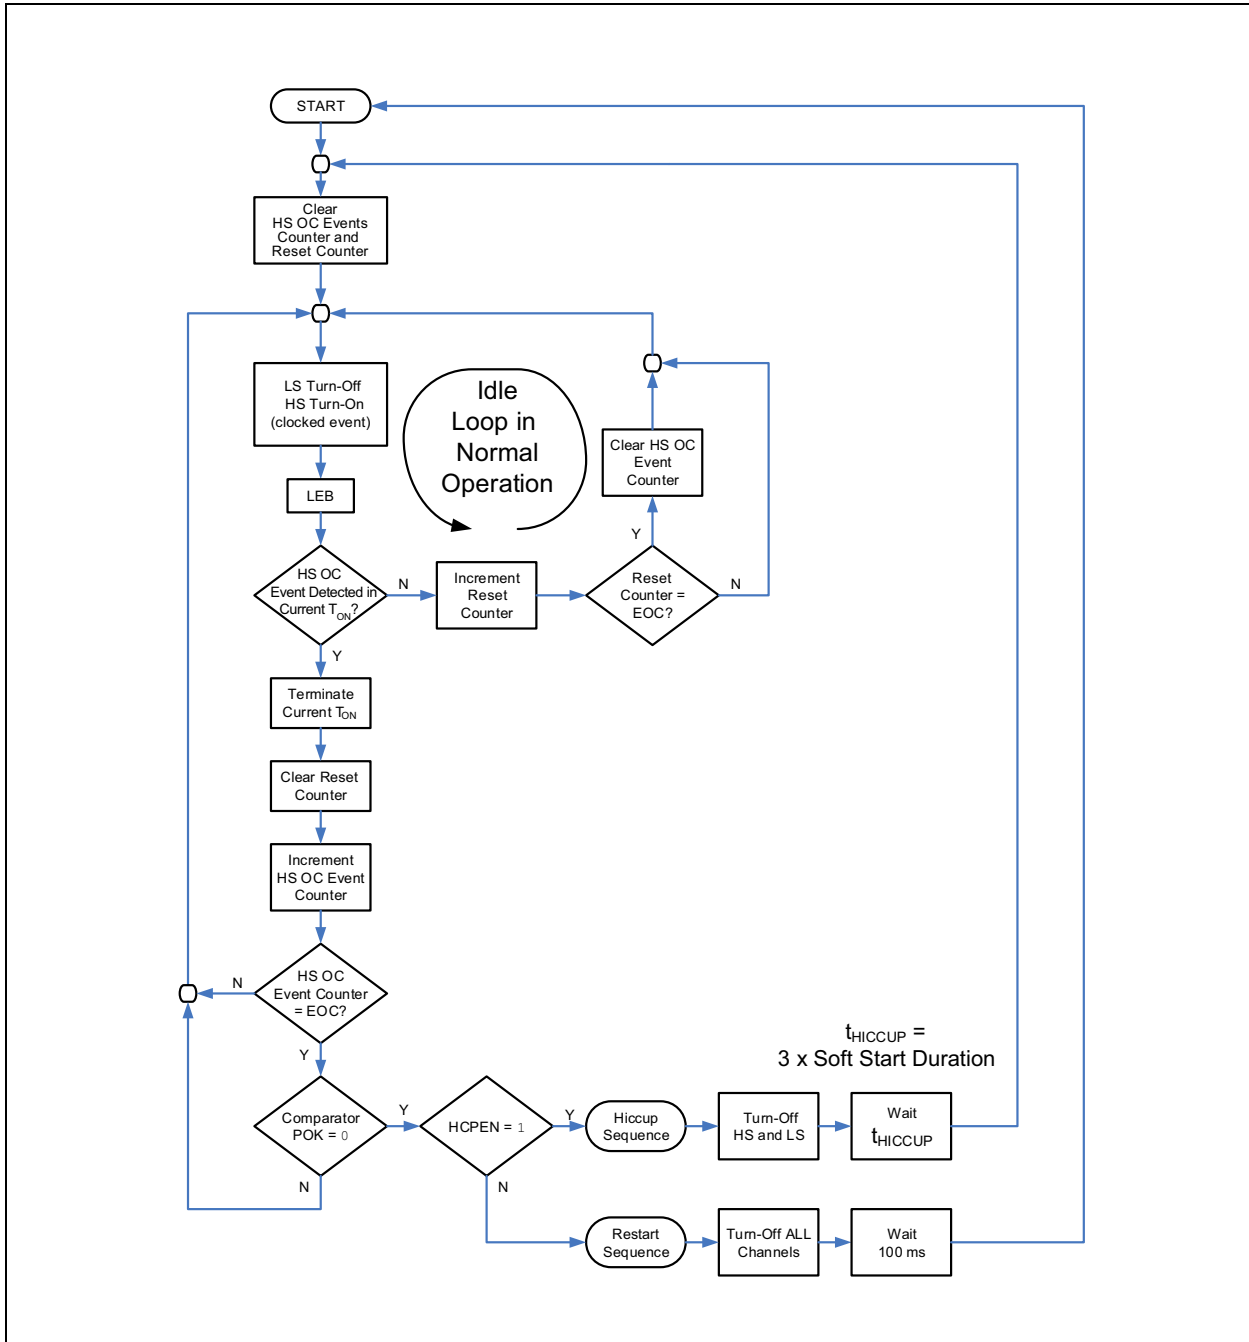 START
Clear
HS OC Events
Counter and
Reset Counter
LS Turn-Off
HS Turn-On
(clocked event)
Idle
Loop in
Normal
Operation
Clear HS OC
Event
Counter
LEB
Y
HS OC
Event Detected in
Current TON?
N
Increment
Reset
Counter
Reset
Counter =
EOC?
N
Y
Terminate
Current TON
Clear Reset
Counter
Increment
HS OC Event
Counter
HS OC
Event Counter
= EOC?
N
Y
tHICCUP =
3 x Soft Start Duration
Comparator
POK = 0
Y
N
HCPEN = 1
Y
N
Hiccup
Sequence
Turn-Off
HS and LS
Wait
tHICCUP
Restart
Sequence
Turn-Off ALL
Channels
Wait
100 ms